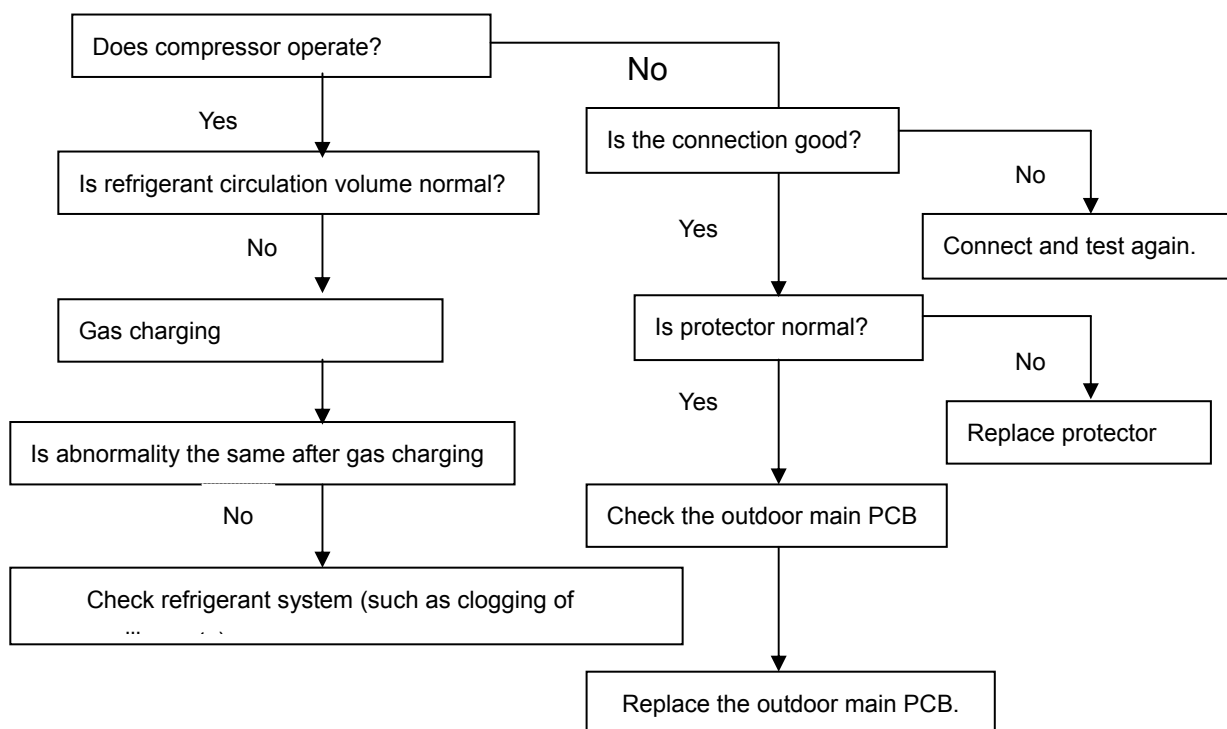 Does compressor operate?
No
Yes
Is the connection good?
Is refrigerant circulation volume normal?
No
No
Yes
Connect and test again.
Gas charging
Is protector normal?
No
Yes
Is abnormality the same after gas charging
Replace protector
No
Check the outdoor main PCB
Check refrigerant system (such as clogging of
Replace the outdoor main PCB.